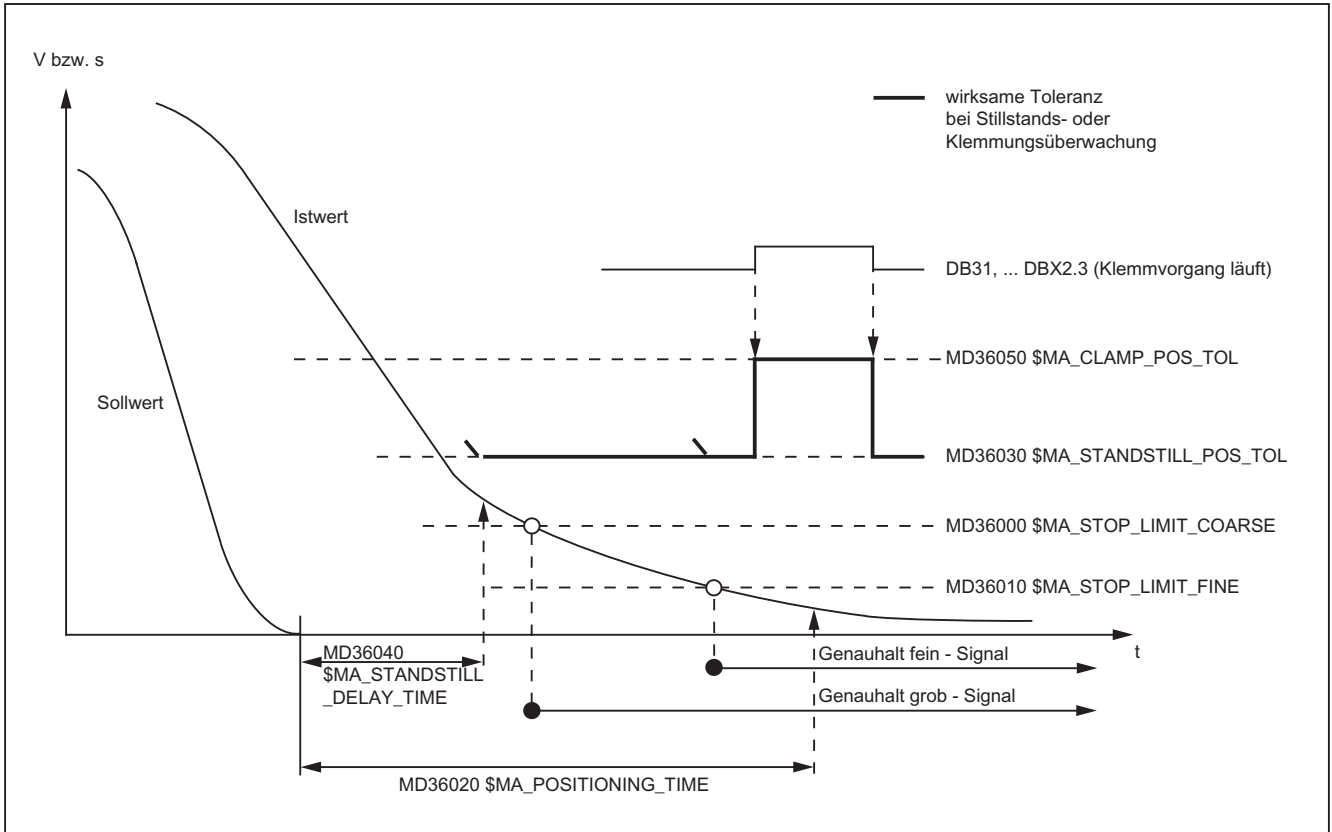 V bzw. s
wirksame Toleranz
bei Stillstands- oder
Klemmungsüberwachung
Istwert
DB31, ... DBX2.3 (Klemmvorgang läuft)
MD36050 $MA_CLAMP_POS_TOL
Sollwert
MD36030 $MA_STANDSTILL_POS_TOL
MD36000 $MA_STOP_LIMIT_COARSE
MD36010 $MA_STOP_LIMIT_FINE
t
MD36040
$MA_STANDSTILL
_DELAY_TIME
Genauhalt fein - Signal
Genauhalt grob - Signal
MD36020 $MA_POSITIONING_TIME